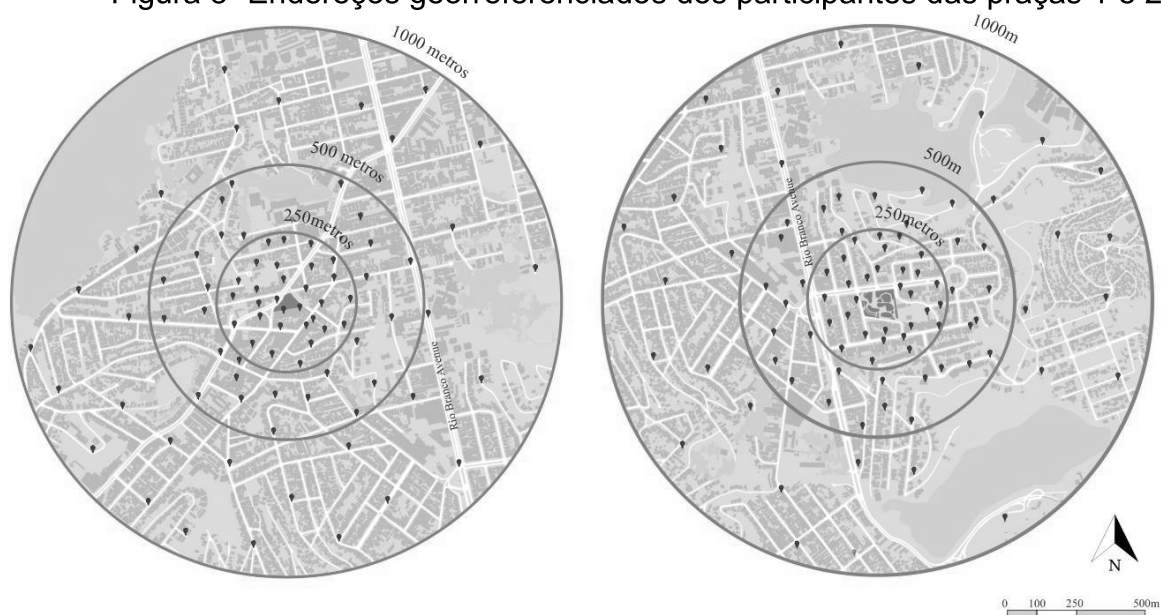 Figura 3- Endereços georreferenciados dos participantes das praças 1 e 2
1000 metros
500 metros
250metros
Rio Branco Avenue
1000m
500m
250metros
Rio Branco Avenue
N
0 100 250 500m